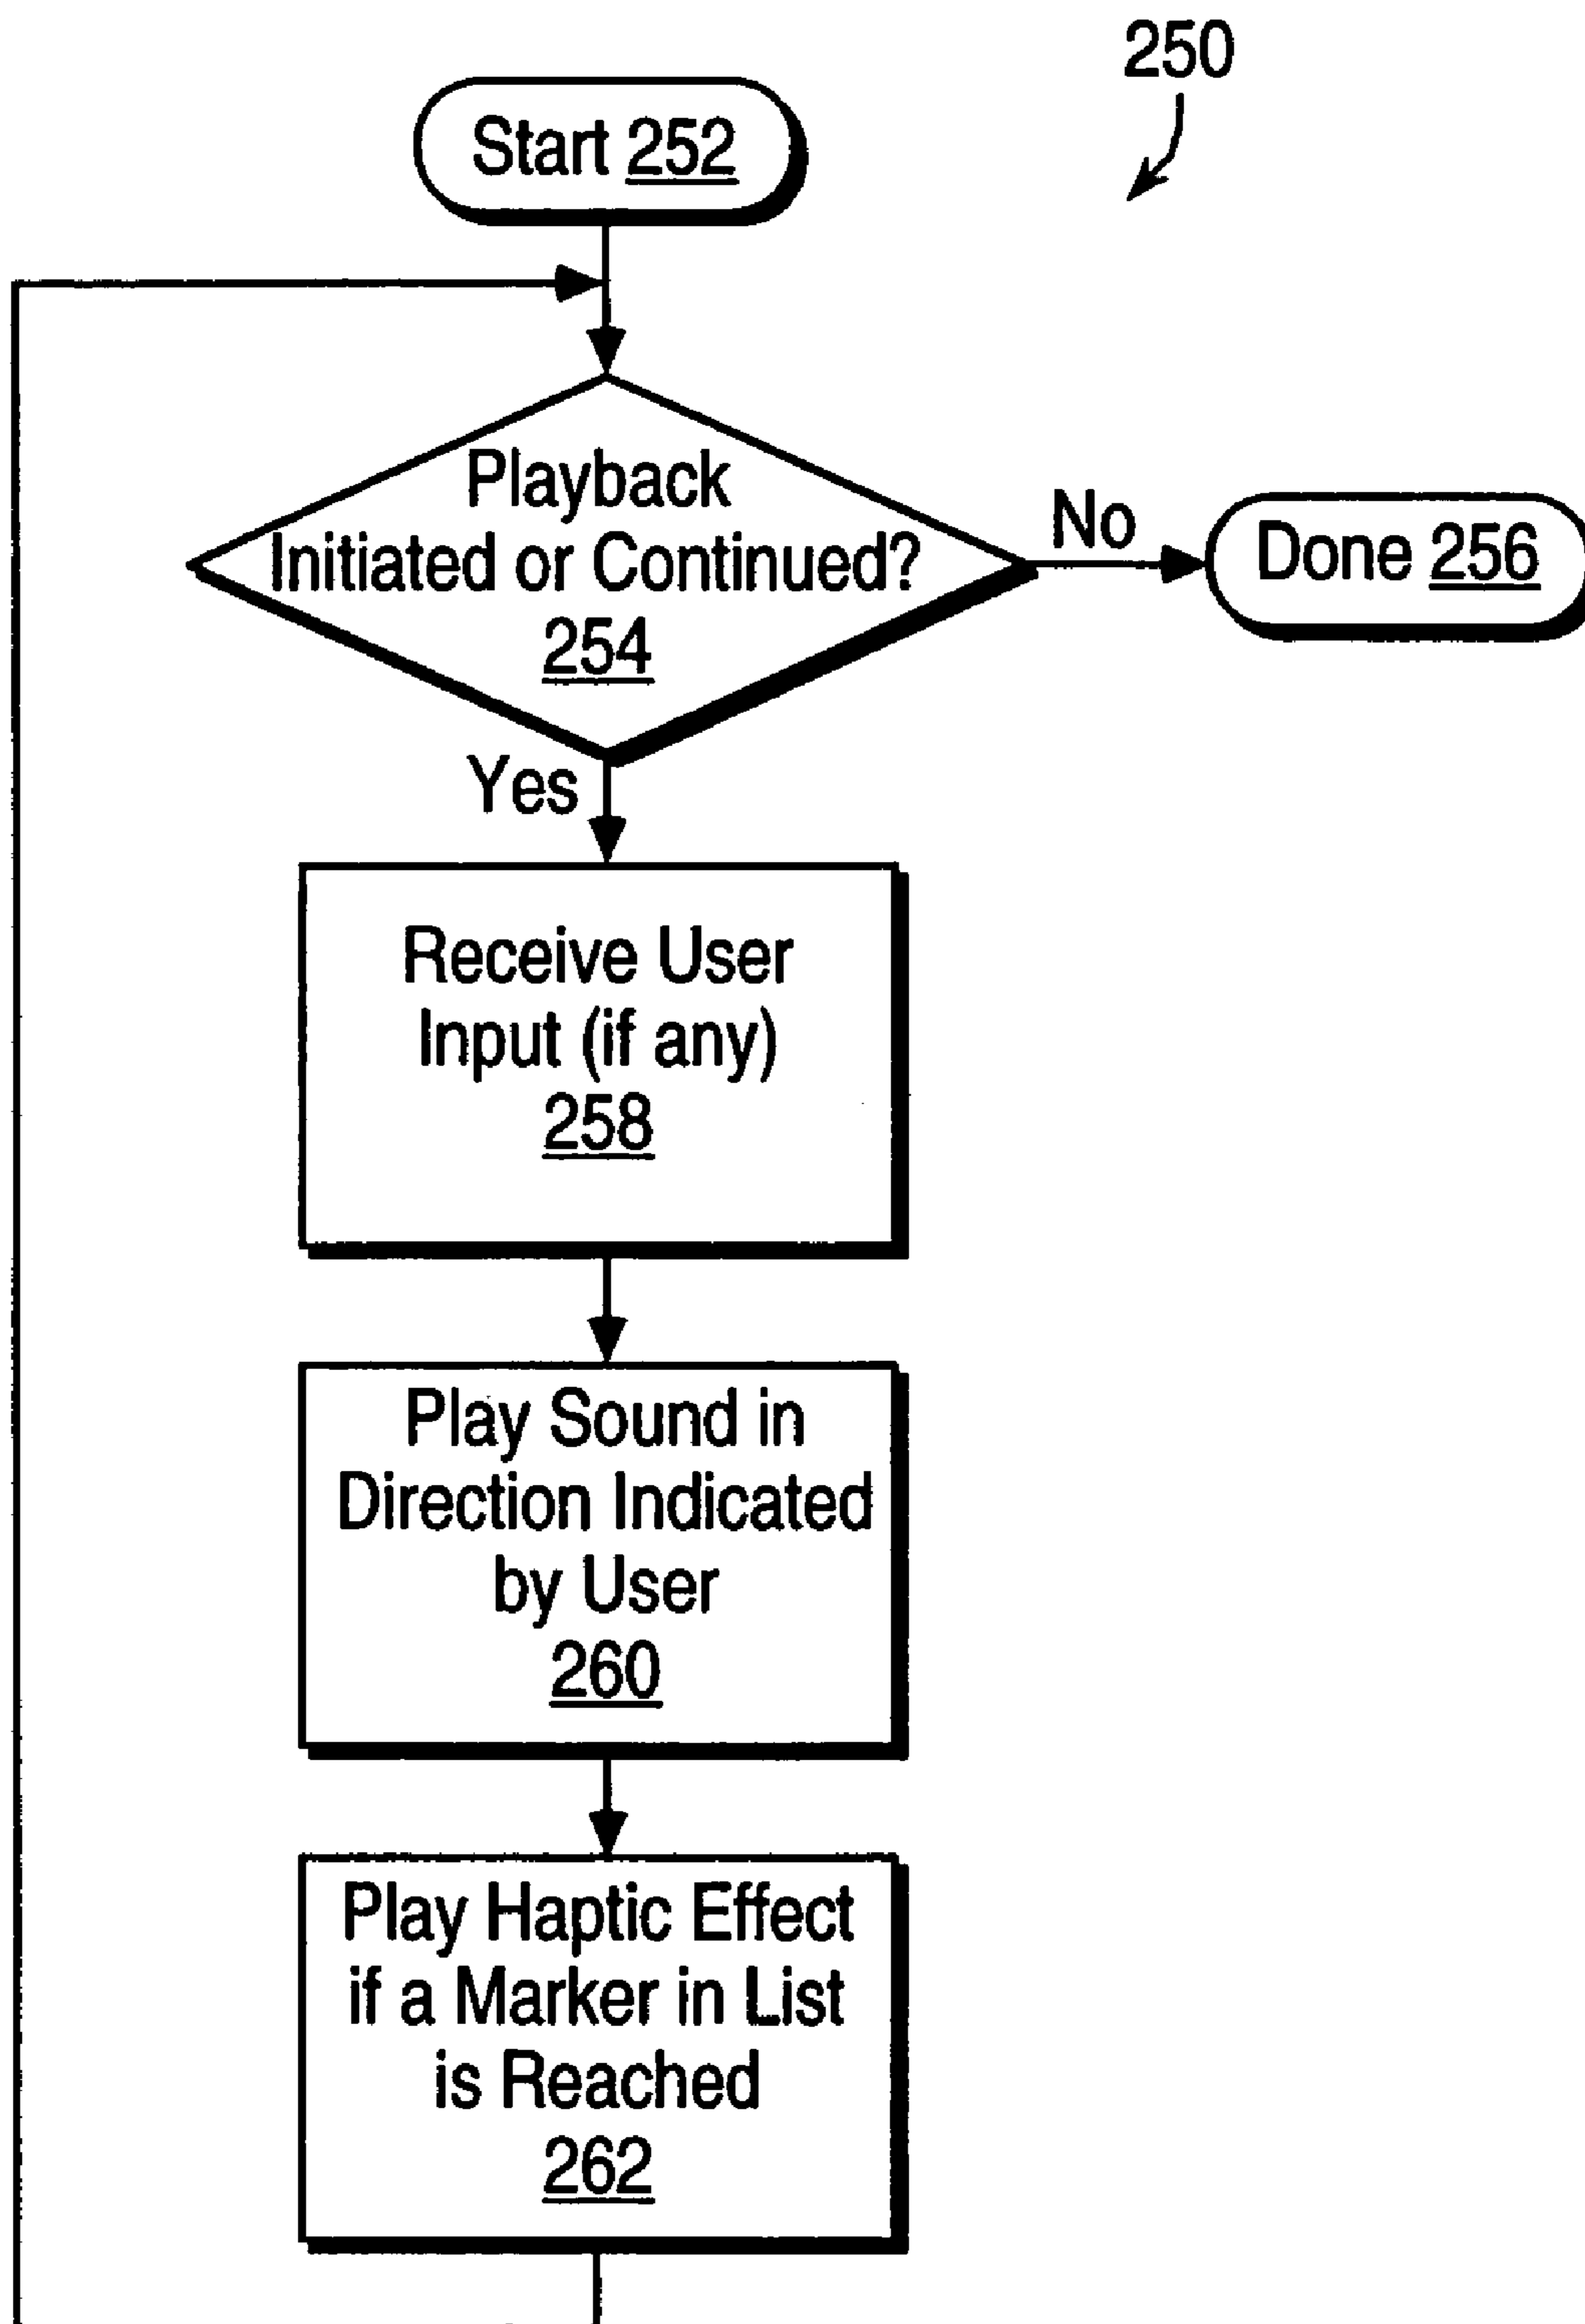 250
Start 252
Playback
Initiated or Continued?
254
No
Done 256
Yes
Receive User
Input (if any)
258
Play Sound in
Direction Indicated
by User
260
Play Haptic Effect
if a Marker in List
is Reached
262